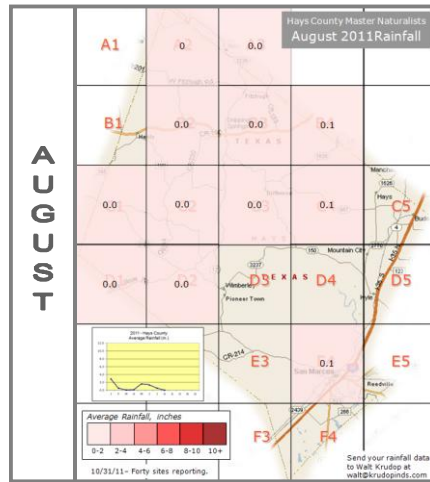 AUGUST
Hays County Master Naturalists
August 2011Rainfall
A1
0
0.0
B1
0.0
0.0
0.1
TEXAS
0.0
0.0
0.0
0.1
C5
Hays
Mountain City
0.0
0.0
D3
TEXAS
D4
D5
Wimberley
Pioneer Town
Kyle
2011 - Hays County
Average Rainfall (in.)
CR-214
E3
0.1
E5
San Marcos
Reedville
F3
F4
Average Rainfall, inches
0-2 2-4 4-6 6-8 8-10 10+
10/31/11- Forty sites reporting.
Send your rainfall data
to Walt Krudop at
walt@krudopinds.com